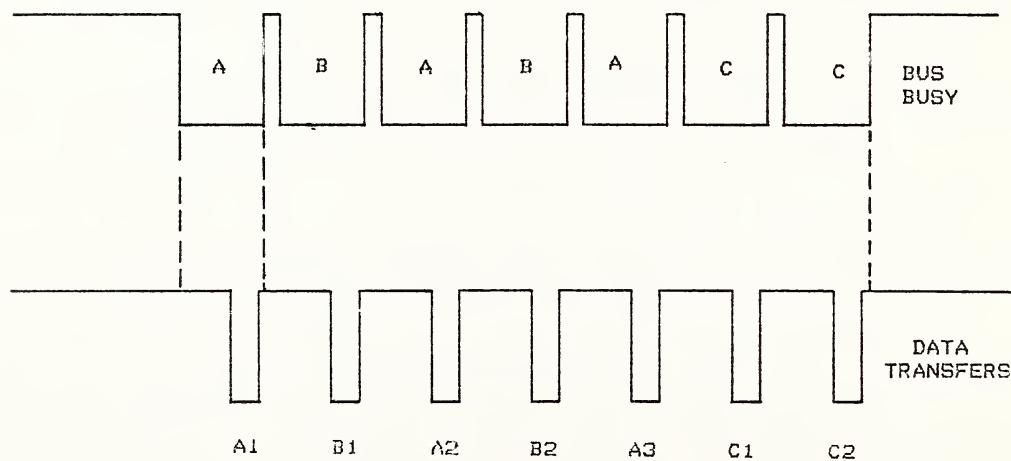 A B A B A C C
BUS
BUSY
DATA
TRANSFERS
A1 B1 A2 B2 A3 C1 C2